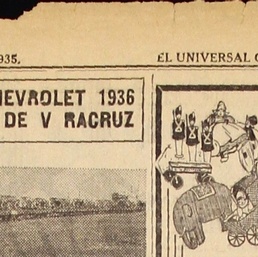 935.
EL UNIVERSAL
HEVROLET 1936
DE V RACRUZ